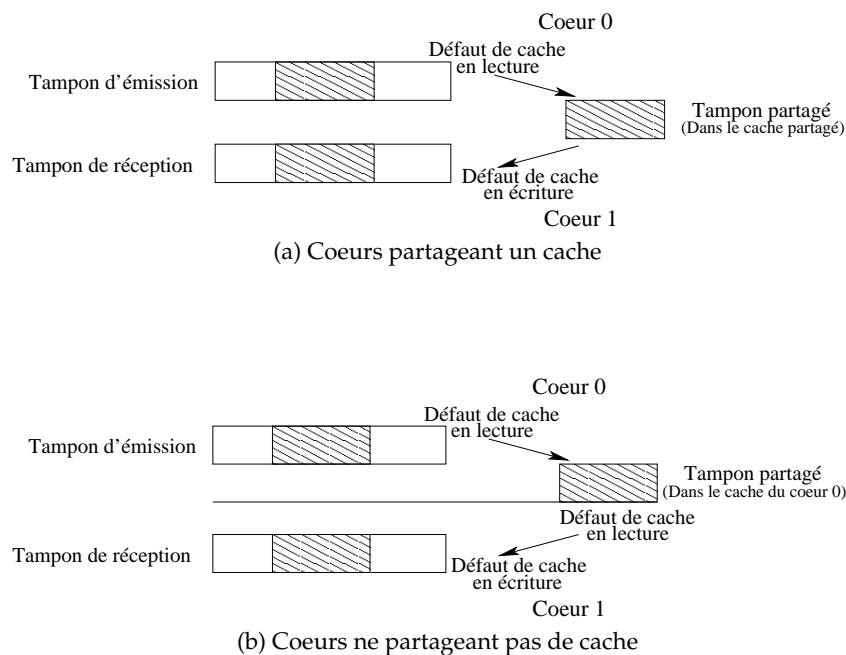 Coeur 0
Défaut de cache
en lecture
Tampon d'émission
Tampon partagé
(Dans le cache partagé)
Tampon de réception
Défaut de cache
en écriture
Coeur 1
(a) Coeurs partageant un cache
Coeur 0
Défaut de cache
en lecture
Tampon d'émission
Tampon partagé
(Dans le cache du coeur 0)
Défaut de cache
en lecture
Tampon de réception
Défaut de cache
en écriture
Coeur 1
(b) Coeurs ne partageant pas de cache